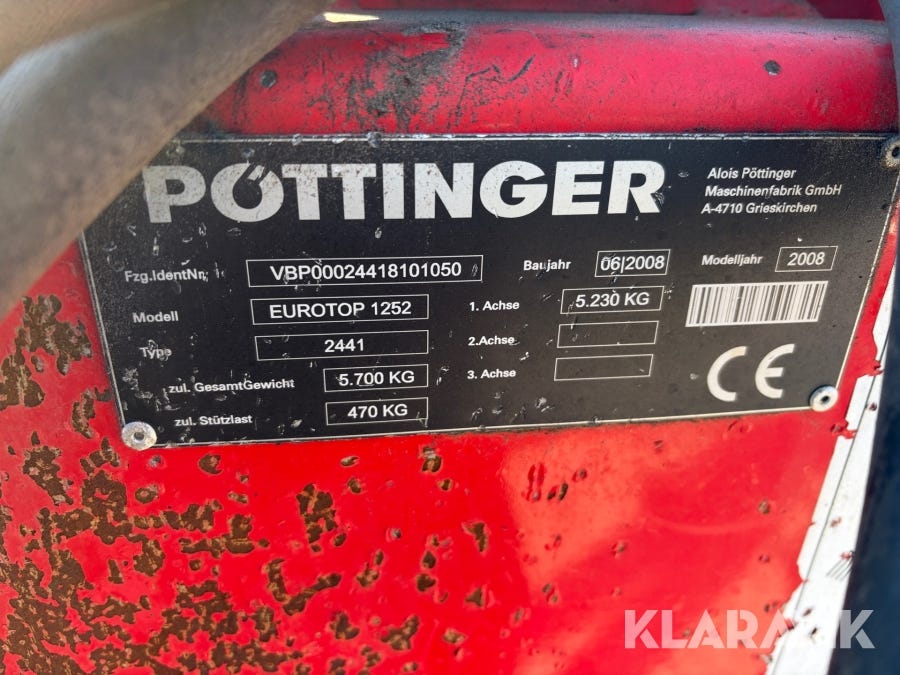 PÖTTINGER
Alois Pöttinger
Maschinenfabrik GmbH
A-4710 Grieskirchen
Fzg.IdentNr. VBP00024418101050 Baujahr 06|2008 Modelljahr 2008
Modell EUROTOP 1252 1. Achse 5.230 KG
Type 2441 2.Achse
zul. GesamtGewicht 5.700 KG 3. Achse
zul. Stützlast 470 KG
CE
KLARAVIK